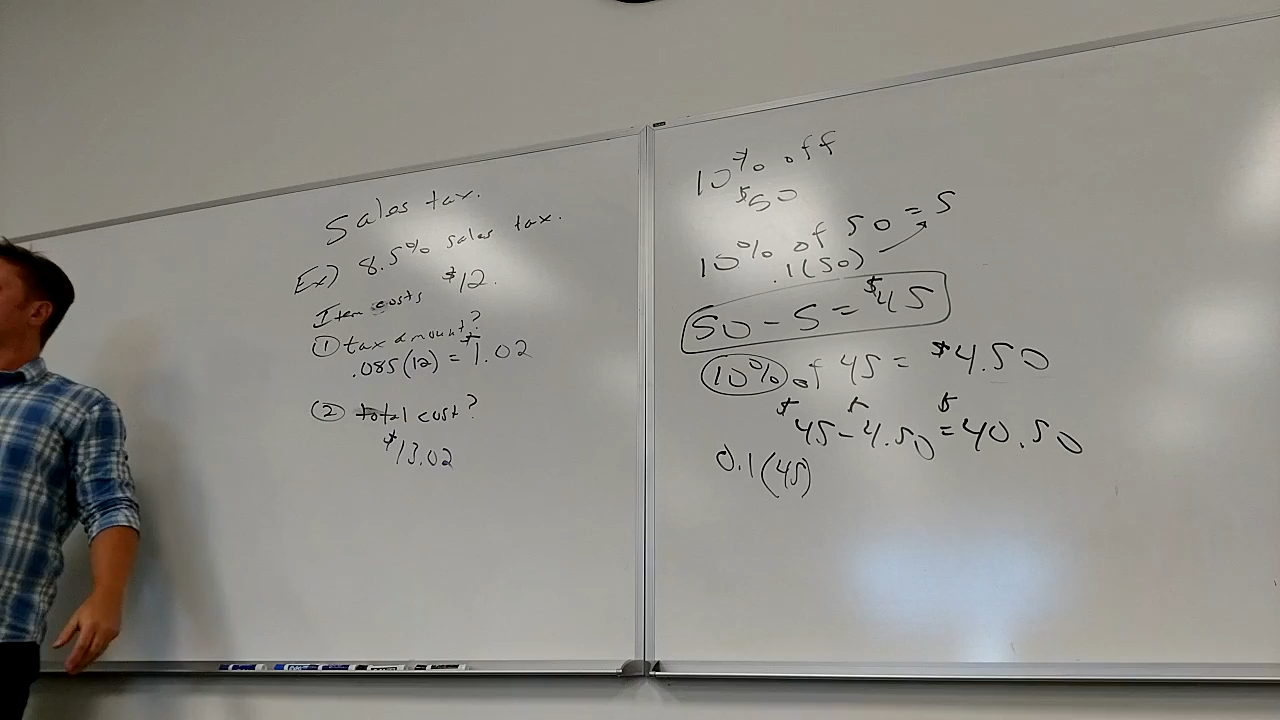 Sales tax.
Ex) 8.5% sales tax.
Item costs $12.
① tax amount?
.085(12) = $1.02
② total cost?
$13.02
10% off
$50
10% of 50 = 5
.1(50)
50 - 5 = $45
10% of 45 = $4.50
$45 - $4.50 = $40.50
0.1(45)